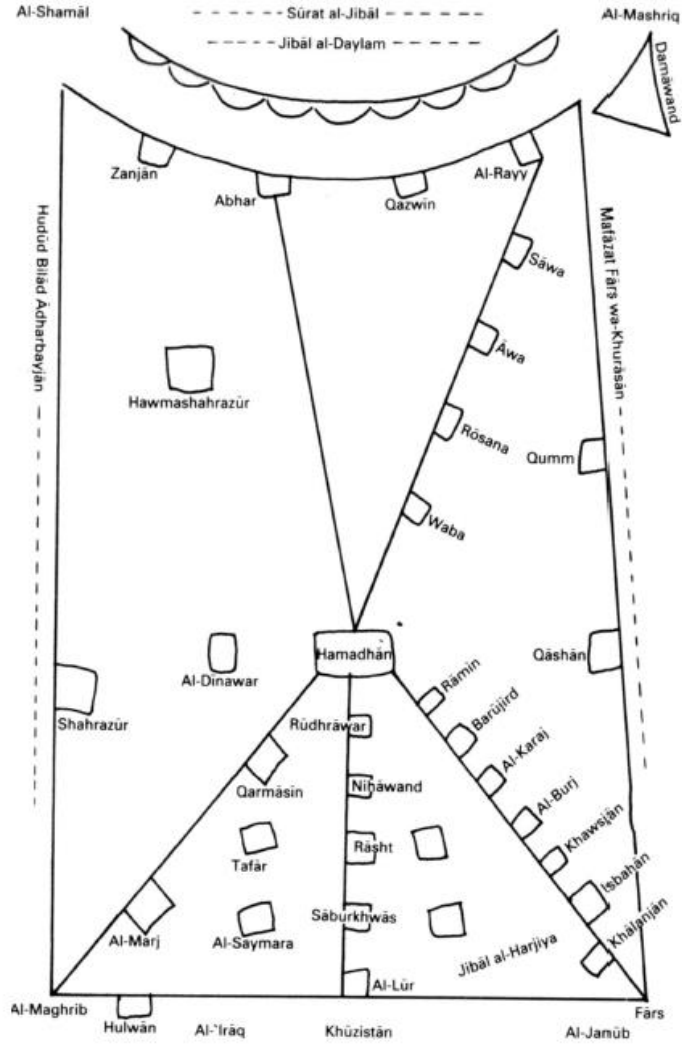 Al-Shamāl
Sūrat al-Jibāl
Al-Mashriq
Jibāl al-Daylam
Damāwand
Zanjān
Abhar
Qazwīn
Al-Rayy
Hudūd Bilād Ādharbayjān
Mafāzat Fārs wa-Khurāsān
Sāwa
Āwa
Hawmashahrazūr
Rōsana
Qumm
Waba
Hamadhān
Al-Dīnawar
Qāshān
Shahrazūr
Rāmin
Rūdhrāwar
Barūjird
Al-Karaj
Qarmāsin
Nihāwand
Al-Burj
Khawsjān
Tafār
Rāsht
Isbahān
Al-Marj
Al-Saymara
Sāburkhwās
Khālanjān
Jibāl al-Harjiya
Al-Lūr
Al-Maghrib
Hulwān
Al-ʿIrāq
Khūzistān
Fārs
Al-Janūb